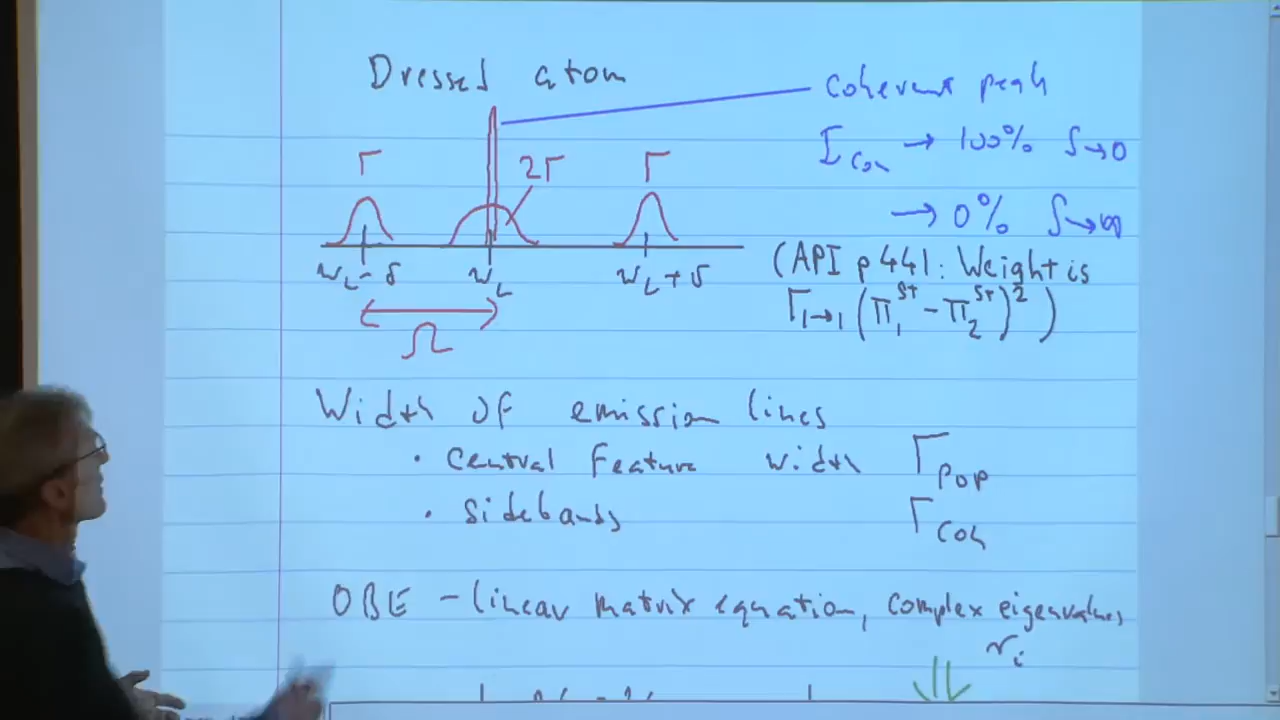 Dressed atom
coherent peak
I_coh → 100% S→0
→ 0% S→∞
Γ 2Γ Γ
ω_L - δ ω_L ω_L + δ
Ω
(API p 441: Weight is
Γ_1→1 (Π_1^st - Π_2^st)^2 )
Width of emission lines
· central feature width Γ_pop
· sidebands Γ_coh
OBE - linear matrix equation, complex eigenvalues
⇓